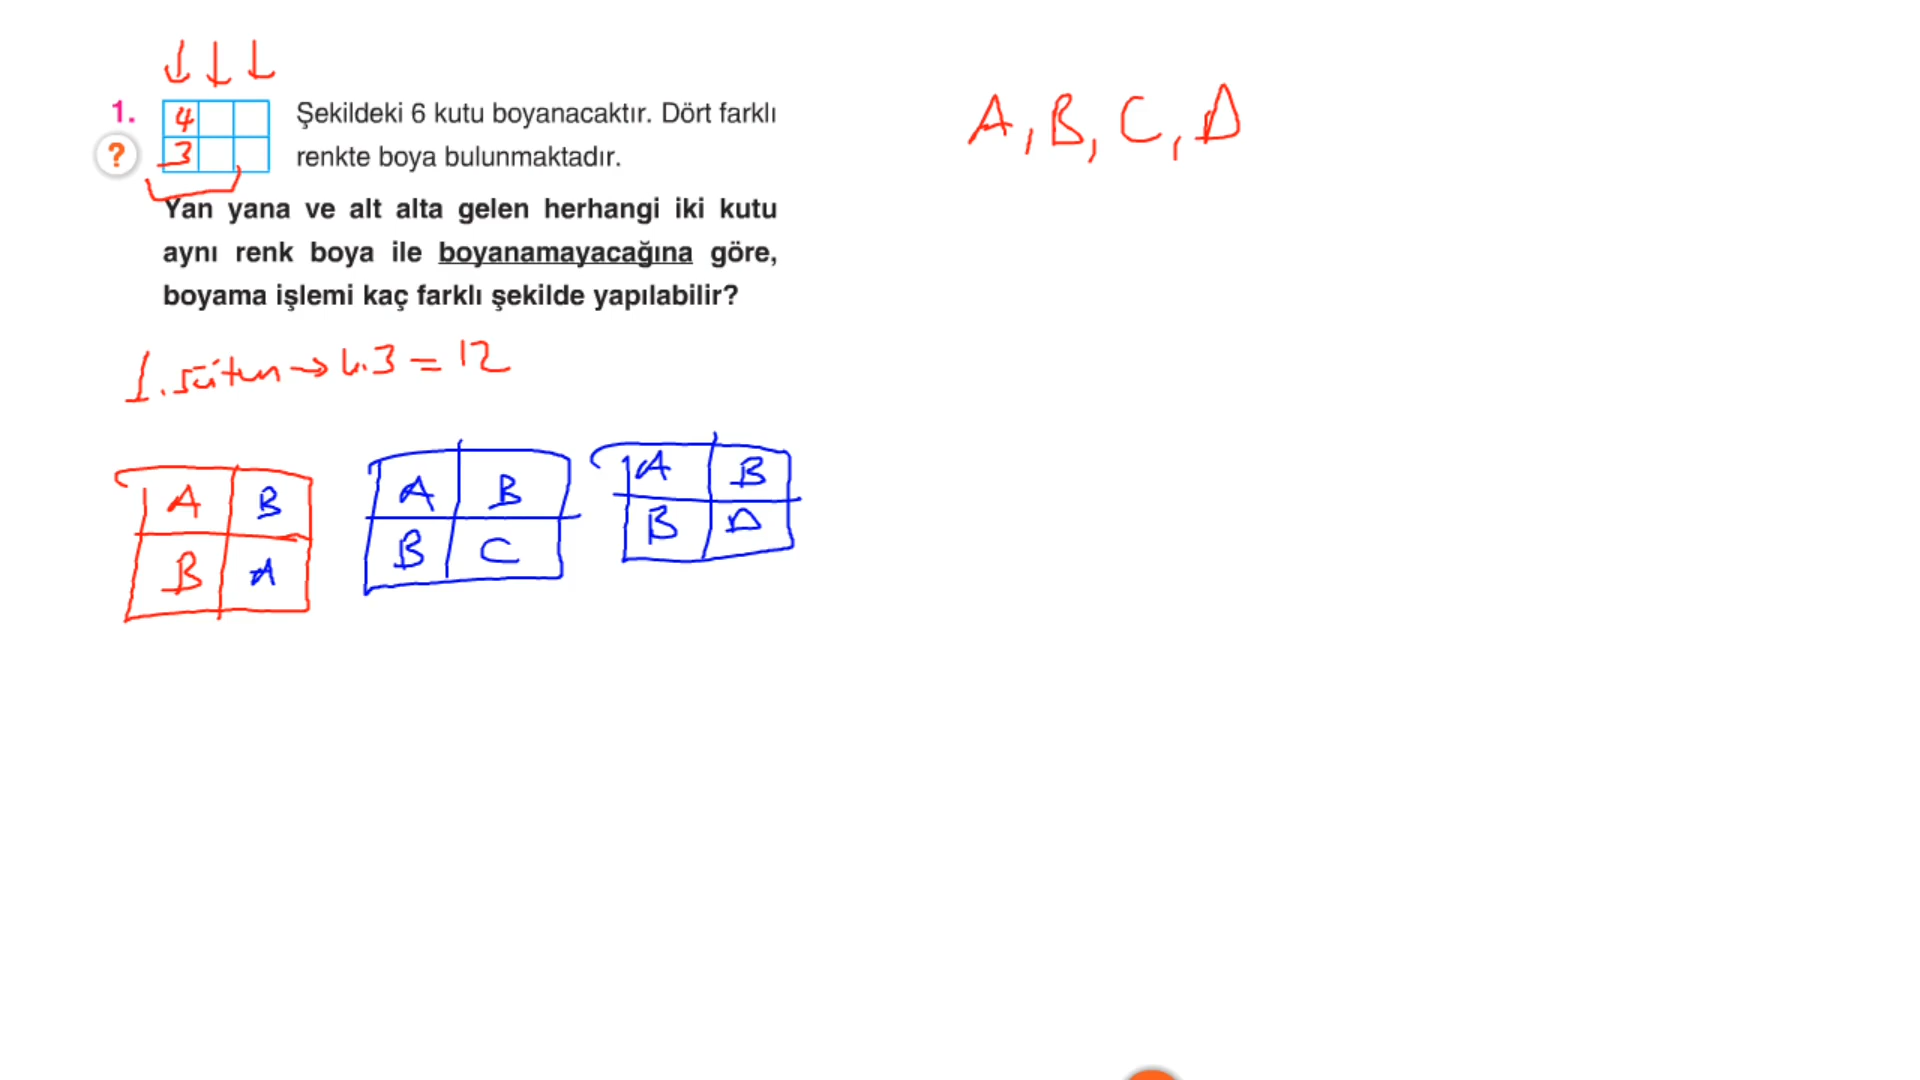 1.
4
3
?
Şekildeki 6 kutu boyanacaktır. Dört farklı
renkte boya bulunmaktadır.
Yan yana ve alt alta gelen herhangi iki kutu
aynı renk boya ile boyanamayacağına göre,
boyama işlemi kaç farklı şekilde yapılabilir?
A, B, C, D
1. sütun → 4.3 = 12
A B
B A
A B
B C
A B
B D